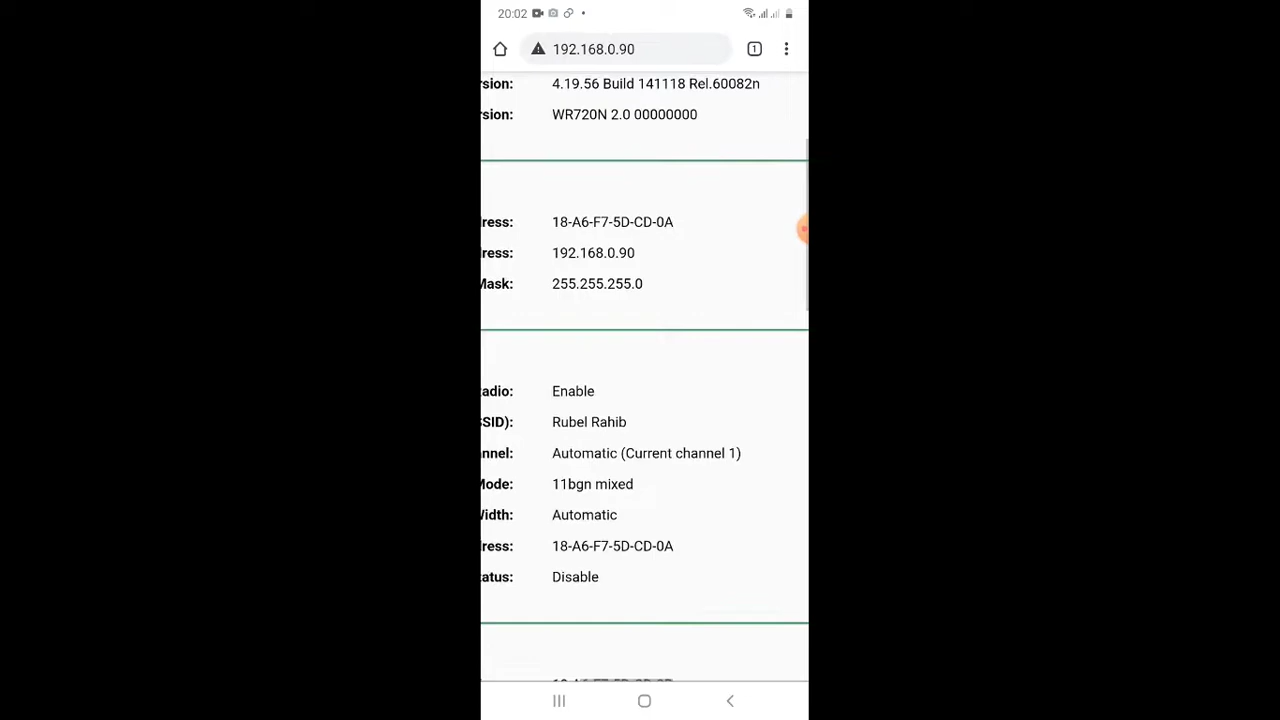 20:02
192.168.0.90
1
rsion: 4.19.56 Build 141118 Rel.60082n
rsion: WR720N 2.0 00000000
ress: 18-A6-F7-5D-CD-0A
ress: 192.168.0.90
Mask: 255.255.255.0
adio: Enable
SSID): Rubel Rahib
nnel: Automatic (Current channel 1)
Mode: 11bgn mixed
Width: Automatic
ress: 18-A6-F7-5D-CD-0A
tatus: Disable